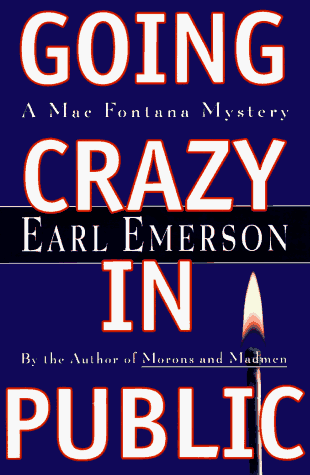 GOING
A Mac Fontana Mystery
CRAZY
EARL EMERSON
IN
By the Author of Morons and Madmen
PUBLIC